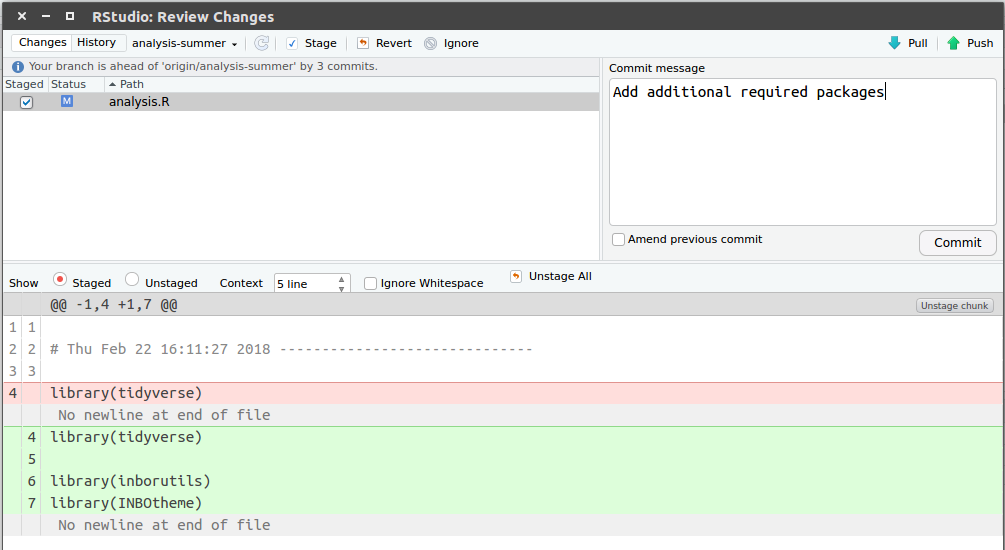 RStudio: Review Changes
Changes History analysis-summer Stage Revert Ignore Pull Push
Your branch is ahead of 'origin/analysis-summer' by 3 commits.
Staged Status Path
M analysis.R
Commit message
Add additional required packages
Amend previous commit
Commit
Show Staged Unstaged Context 5 line Ignore Whitespace Unstage All
@@ -1,4 +1,7 @@ Unstage chunk
1 1
2 2 # Thu Feb 22 16:11:27 2018 ------------------------------
3 3
4 library(tidyverse)
No newline at end of file
4 library(tidyverse)
5
6 library(inborutils)
7 library(INBOtheme)
No newline at end of file